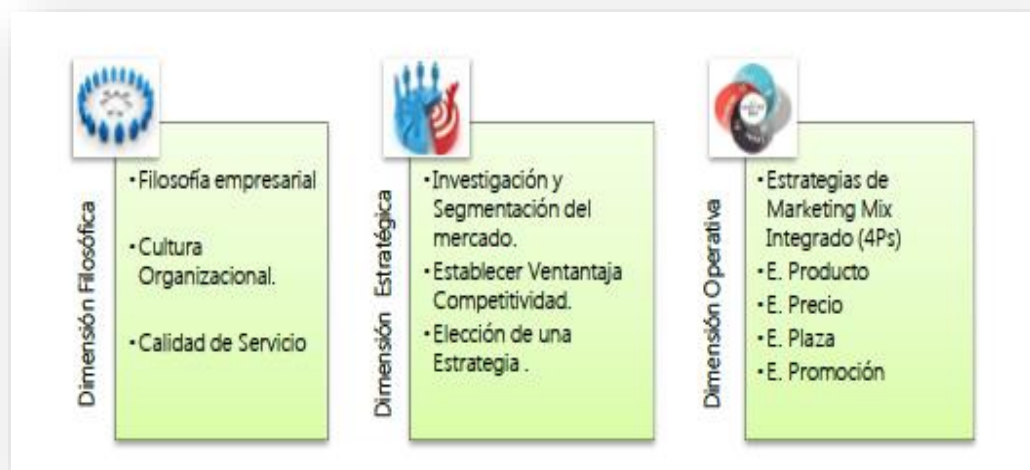 Dimensión Filosófica
•Filosofía empresarial
•Cultura
Organizacional.
•Calidad de Servicio
Dimensión Estratégica
•Investigación y
Segmentación del
mercado.
•Establecer Ventantaja
Competitividad.
•Elección de una
Estrategia .
Dimensión Operativa
•Estrategias de
Marketing Mix
Integrado (4Ps)
•E. Producto
•E. Precio
•E. Plaza
•E. Promoción